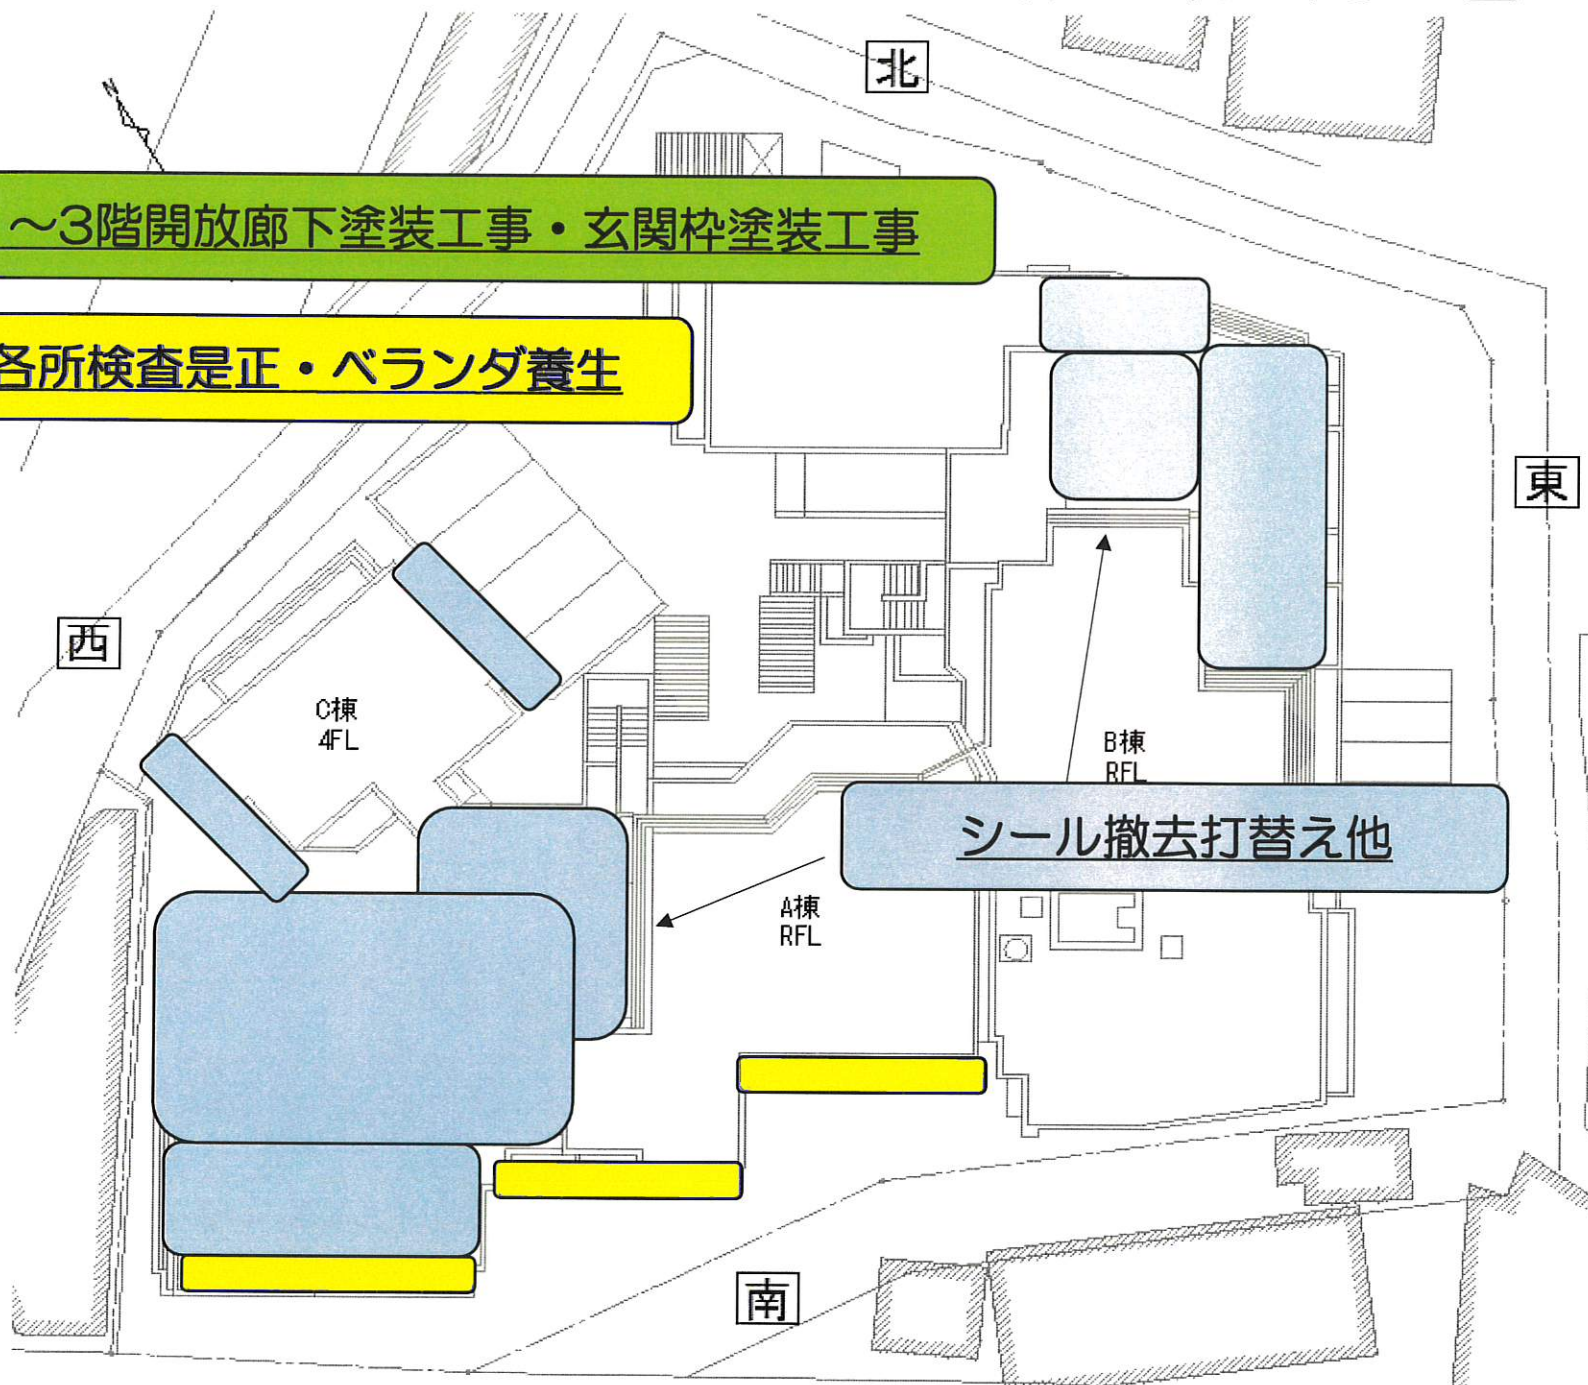 北
N
～3階開放廊下塗装工事・玄関枠塗装工事
各所検査是正・ベランダ養生
東
西
C棟
4FL
B棟
RFL
シール撤去打替え他
A棟
RFL
南